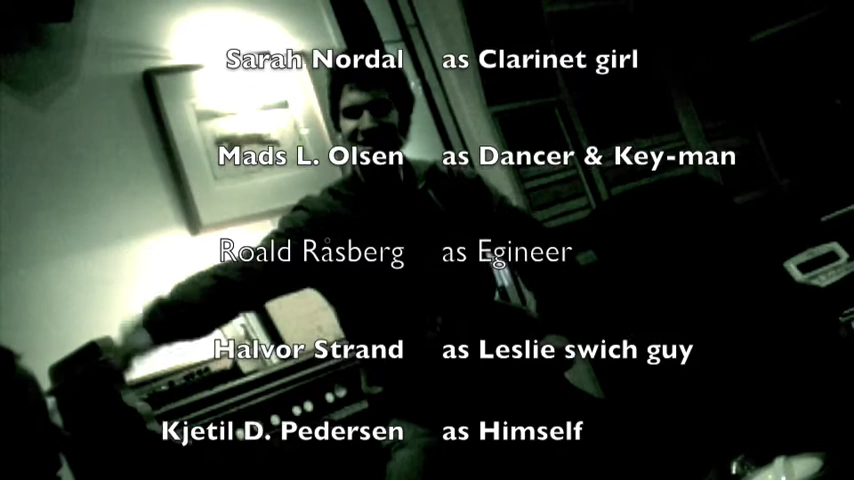 Sarah Nordal as Clarinet girl
Mads L. Olsen as Dancer & Key-man
Roald Råsberg as Egineer
Halvor Strand as Leslie swich guy
Kjetil D. Pedersen as Himself